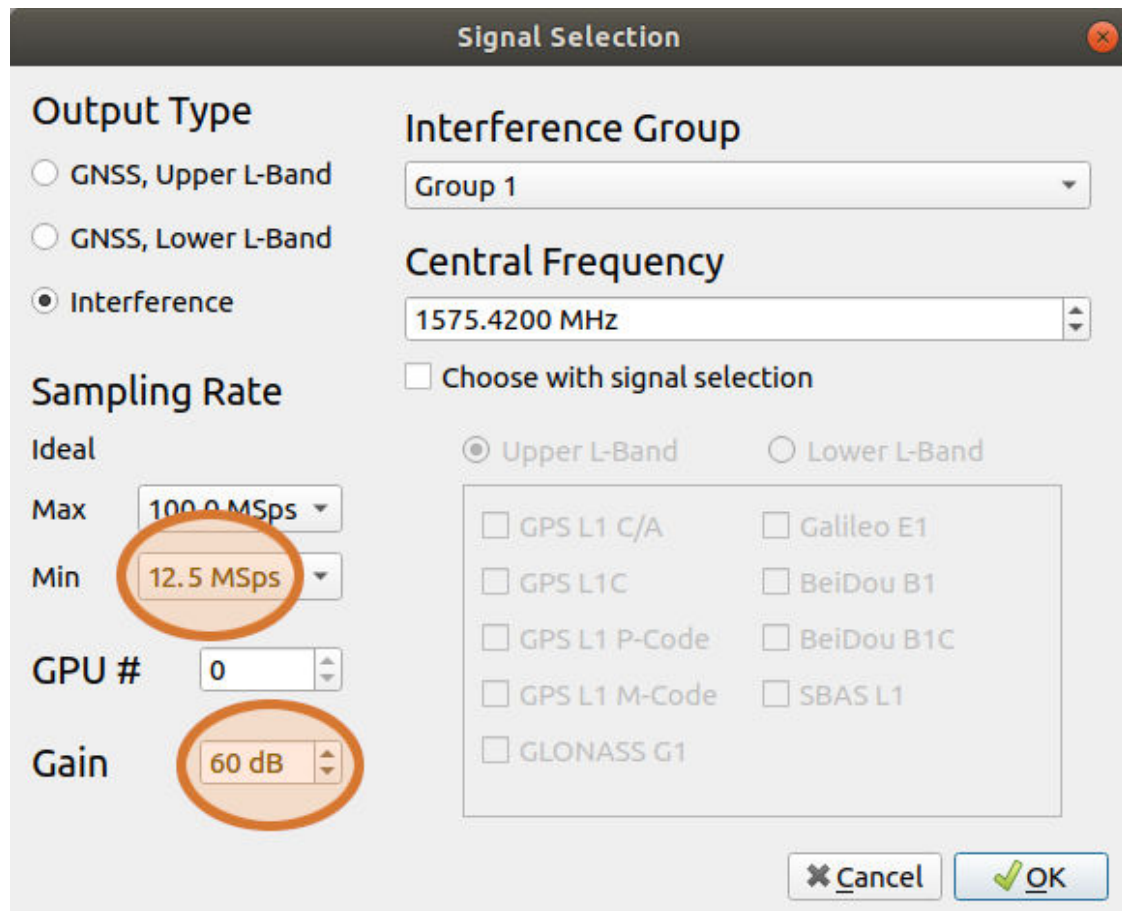 Signal Selection
Output Type
GNSS, Upper L-Band
GNSS, Lower L-Band
Interference
Interference Group
Group 1
Central Frequency
1575.4200 MHz
Choose with signal selection
Sampling Rate
Ideal
Max 100.0 MSps
Min 12.5 MSps
GPU # 0
Gain 60 dB
Upper L-Band Lower L-Band
GPS L1 C/A Galileo E1
GPS L1C BeiDou B1
GPS L1 P-Code BeiDou B1C
GPS L1 M-Code SBAS L1
GLONASS G1
Cancel OK